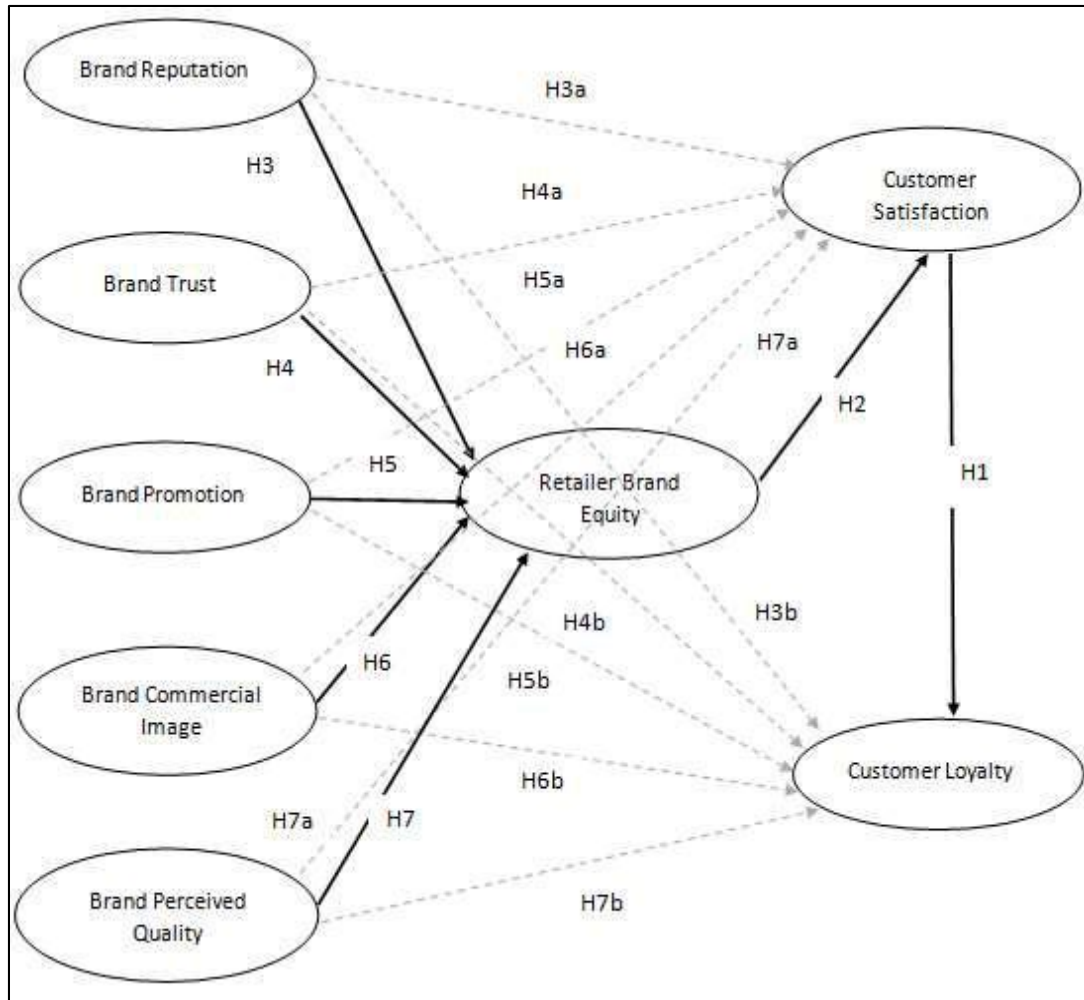 Brand Reputation
H3a
H3
Customer
Satisfaction
H4a
Brand Trust
H5a
H6a
H7a
H4
H2
H5
Brand Promotion
Retailer Brand
Equity
H1
H3b
H4b
H6
H5b
Brand Commercial
Image
Customer Loyalty
H6b
H7a
H7
Brand Perceived
Quality
H7b